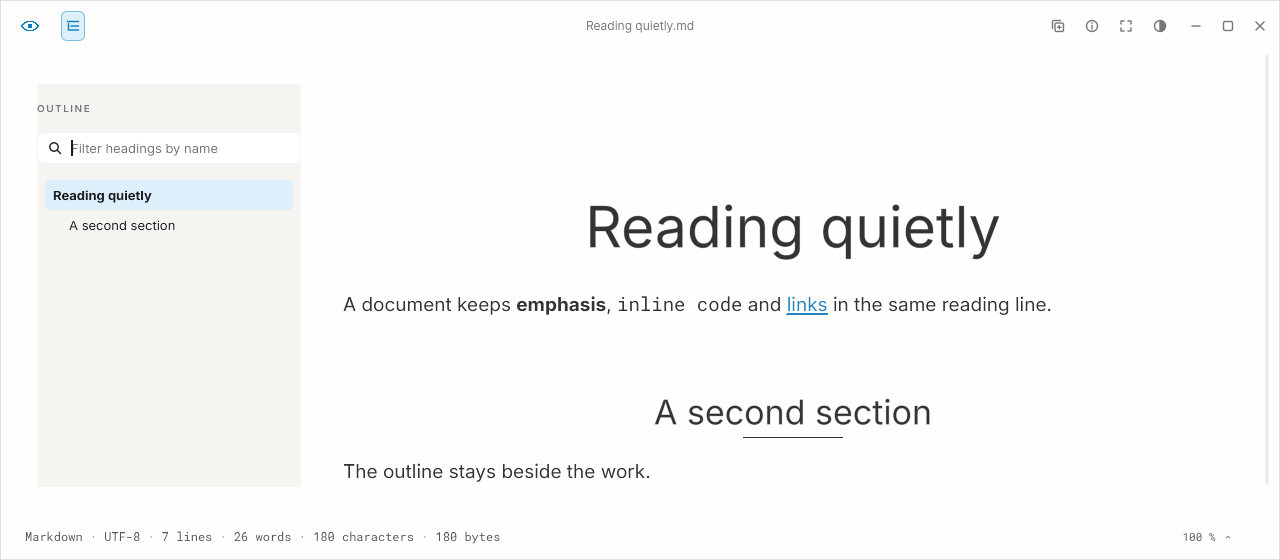 Reading quietly.md
OUTLINE
Filter headings by name
Reading quietly
A second section
Reading quietly
A document keeps emphasis, inline code and links in the same reading line.
A second section
The outline stays beside the work.
Markdown · UTF-8 · 7 lines · 26 words · 180 characters · 180 bytes
100 %